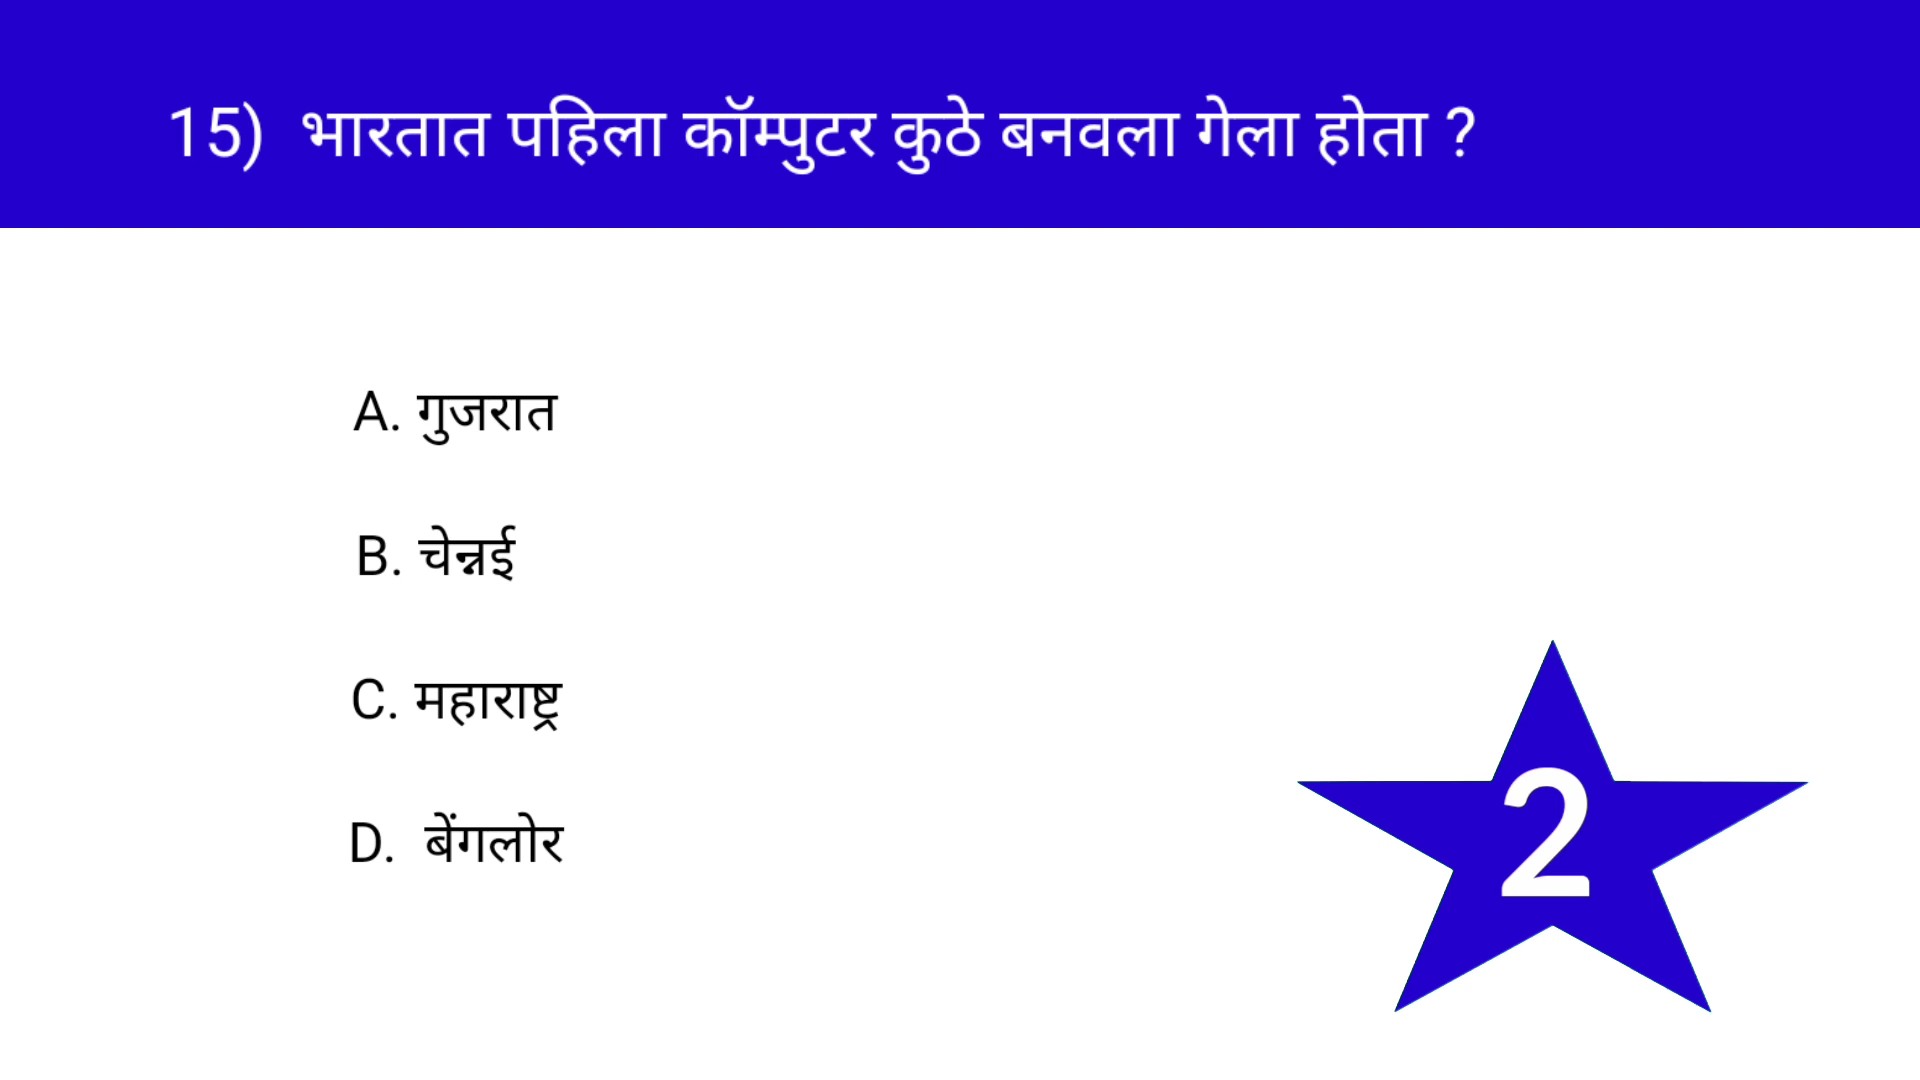 15) भारतात पहिला कॉम्पुटर कुठे बनवला गेला होता ?
A. गुजरात
B. चेन्नई
C. महाराष्ट्र
D. बेंगलोर
2